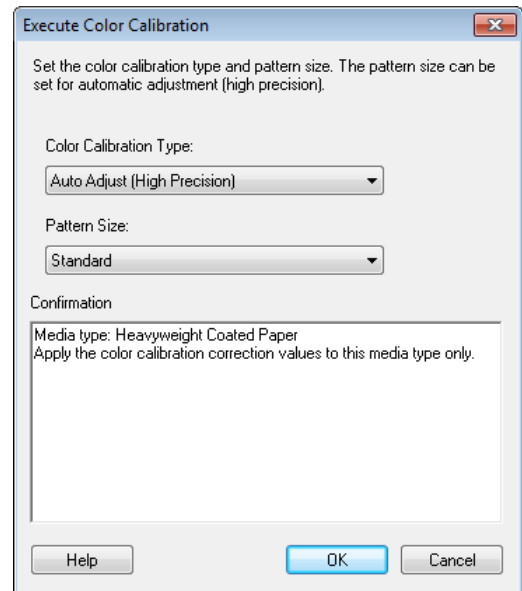 Execute Color Calibration
Set the color calibration type and pattern size. The pattern size can be
set for automatic adjustment (high precision).
Color Calibration Type:
Auto Adjust (High Precision)
Pattern Size:
Standard
Confirmation
Media type: Heavyweight Coated Paper
Apply the color calibration correction values to this media type only.
Help OK Cancel